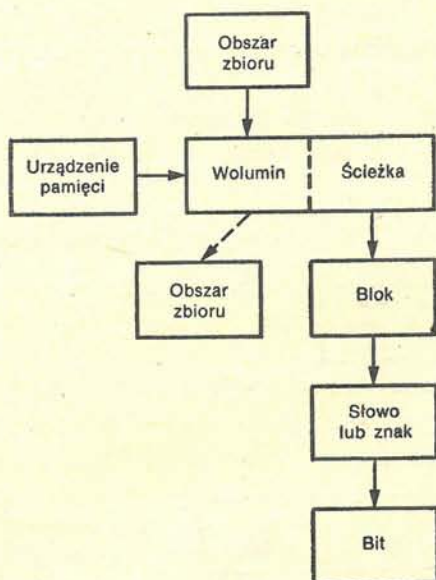 Obszar
zbioru
Urządzenie
pamięci
Wolumin
Ścieżka
Obszar
zbioru
Blok
Słowo
lub znak
Bit